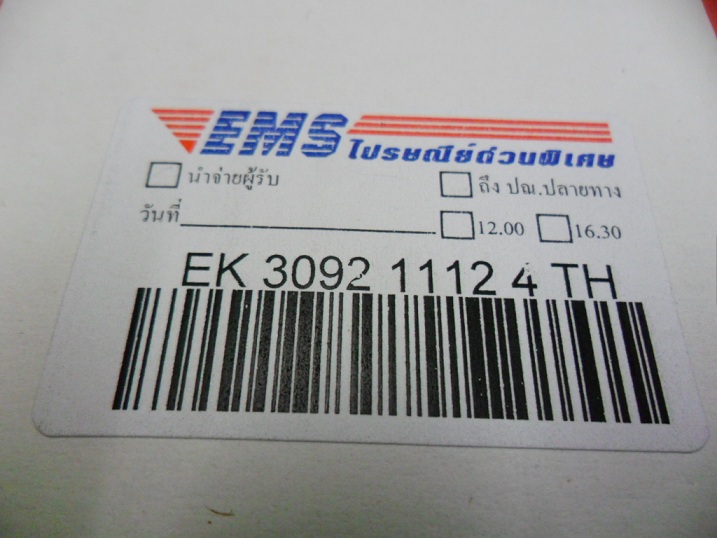 EMS ไปรษณีย์ด่วนพิเศษ
นำจ่ายผู้รับ ถึง ปณ.ปลายทาง
วันที่ 12.00 16.30
EK 3092 1112 4 TH